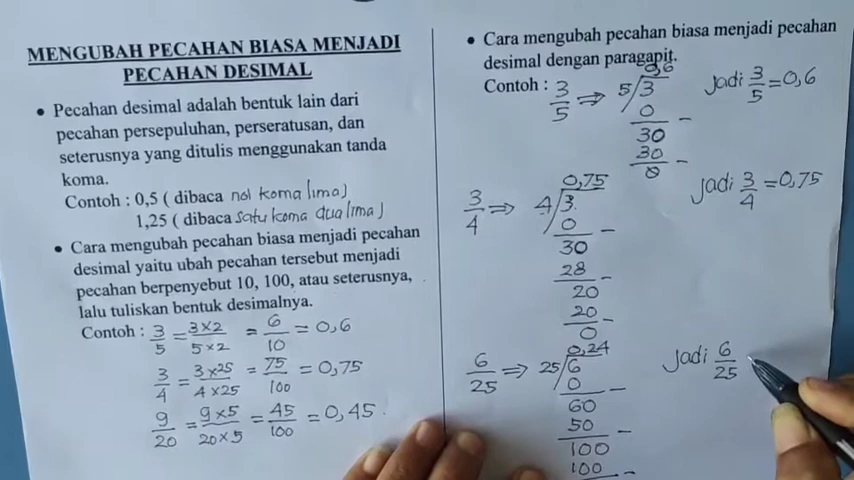 MENGUBAH PECAHAN BIASA MENJADI
PECAHAN DESIMAL
• Pecahan desimal adalah bentuk lain dari
pecahan persepuluhan, perseratusan, dan
seterusnya yang ditulis menggunakan tanda
koma.
Contoh : 0,5 ( dibaca nol koma lima)
1,25 ( dibaca satu koma dua lima)
• Cara mengubah pecahan biasa menjadi pecahan
desimal yaitu ubah pecahan tersebut menjadi
pecahan berpenyebut 10, 100, atau seterusnya,
lalu tuliskan bentuk desimalnya.
Contoh : 3/5 = 3×2/5×2 = 6/10 = 0,6
3/4 = 3×25/4×25 = 75/100 = 0,75
9/20 = 9×5/20×5 = 45/100 = 0,45
• Cara mengubah pecahan biasa menjadi pecahan
desimal dengan paragapit.
0,6
Contoh : 3/5 ⇒ 5/3 jadi 3/5 = 0,6
0 –
30
30 –
0
0,75
3/4 ⇒ 4/3 jadi 3/4 = 0,75
0 –
30
28 –
20
20 –
0
0,24
6/25 ⇒ 25/6 jadi 6/25
0 –
60
50 –
100
100 –